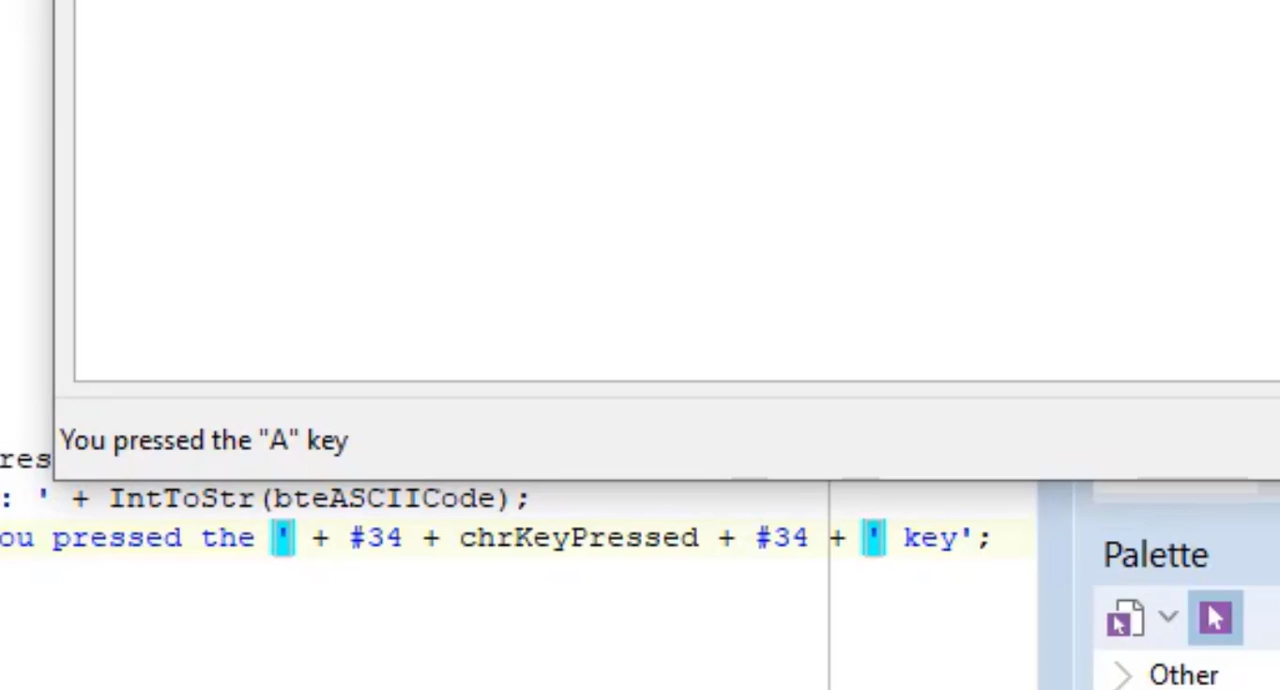 You pressed the "A" key
res
: ' + IntToStr(bteASCIICode);
ou pressed the ' + #34 + chrKeyPressed + #34 + ' key';
Palette
Other